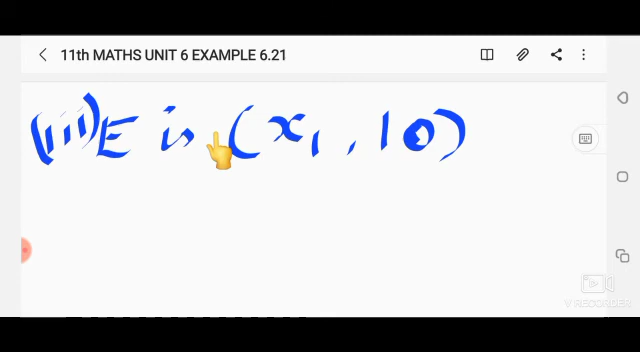 11th MATHS UNIT 6 EXAMPLE 6.21
(iii) E is (x₁, 10)
V RECORDER